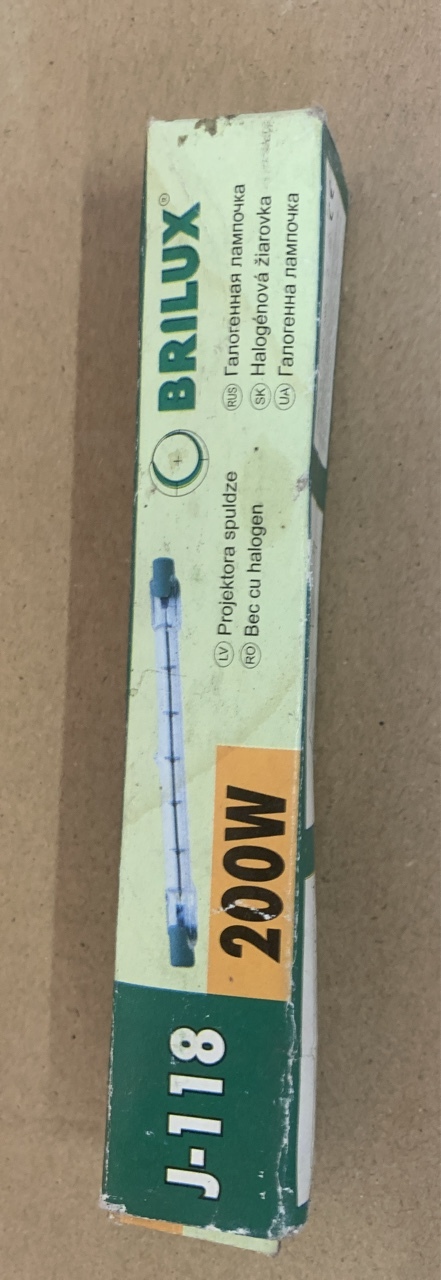 BRILUX®
LV Projektora spuldze
RO Bec cu halogen
RUS Галогенная лампочка
SK Halogénová žiarovka
UA Галогенна лампочка
200W
J-118